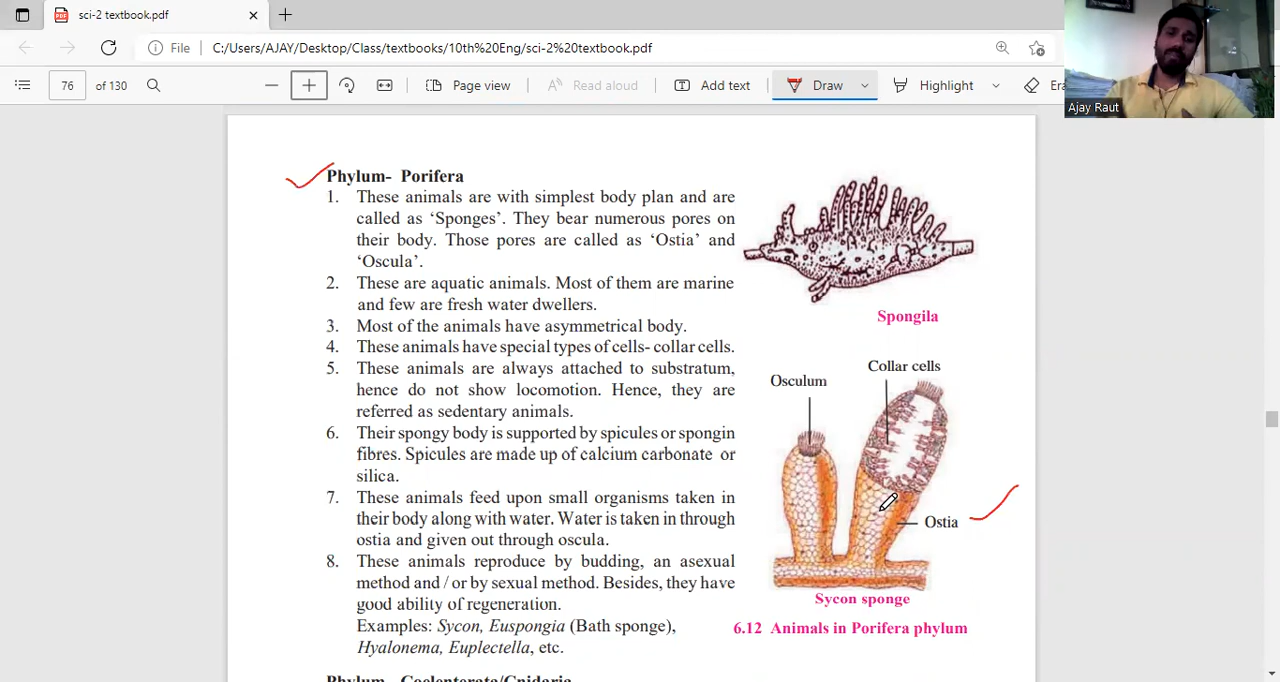 sci-2 textbook.pdf
File C:/Users/AJAY/Desktop/Class/textbooks/10th%20Eng/sci-2%20textbook.pdf
76 of 130 Page view Read aloud Add text Draw Highlight
Ajay Raut
Phylum- Porifera
1. These animals are with simplest body plan and are
called as ‘Sponges’. They bear numerous pores on
their body. Those pores are called as ‘Ostia’ and
‘Oscula’.
2. These are aquatic animals. Most of them are marine
and few are fresh water dwellers.
3. Most of the animals have asymmetrical body.
4. These animals have special types of cells- collar cells.
5. These animals are always attached to substratum,
hence do not show locomotion. Hence, they are
referred as sedentary animals.
6. Their spongy body is supported by spicules or spongin
fibres. Spicules are made up of calcium carbonate or
silica.
7. These animals feed upon small organisms taken in
their body along with water. Water is taken in through
ostia and given out through oscula.
8. These animals reproduce by budding, an asexual
method and / or by sexual method. Besides, they have
good ability of regeneration.
Examples: Sycon, Euspongia (Bath sponge),
Hyalonema, Euplectella, etc.
Spongila
Collar cells
Osculum
Ostia
Sycon sponge
6.12 Animals in Porifera phylum